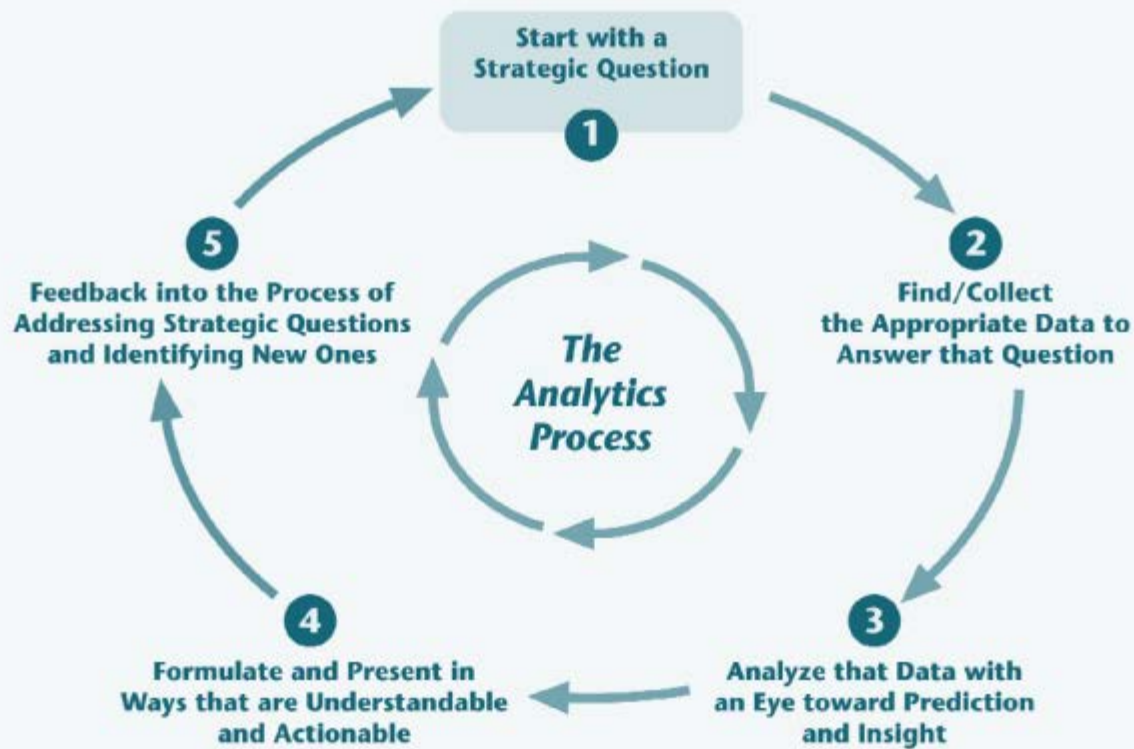 Start with a
Strategic Question
1
2
Find/Collect
the Appropriate Data to
Answer that Question
3
Analyze that Data with
an Eye toward Prediction
and Insight
4
Formulate and Present in
Ways that are Understandable
and Actionable
5
Feedback into the Process of
Addressing Strategic Questions
and Identifying New Ones
The
Analytics
Process